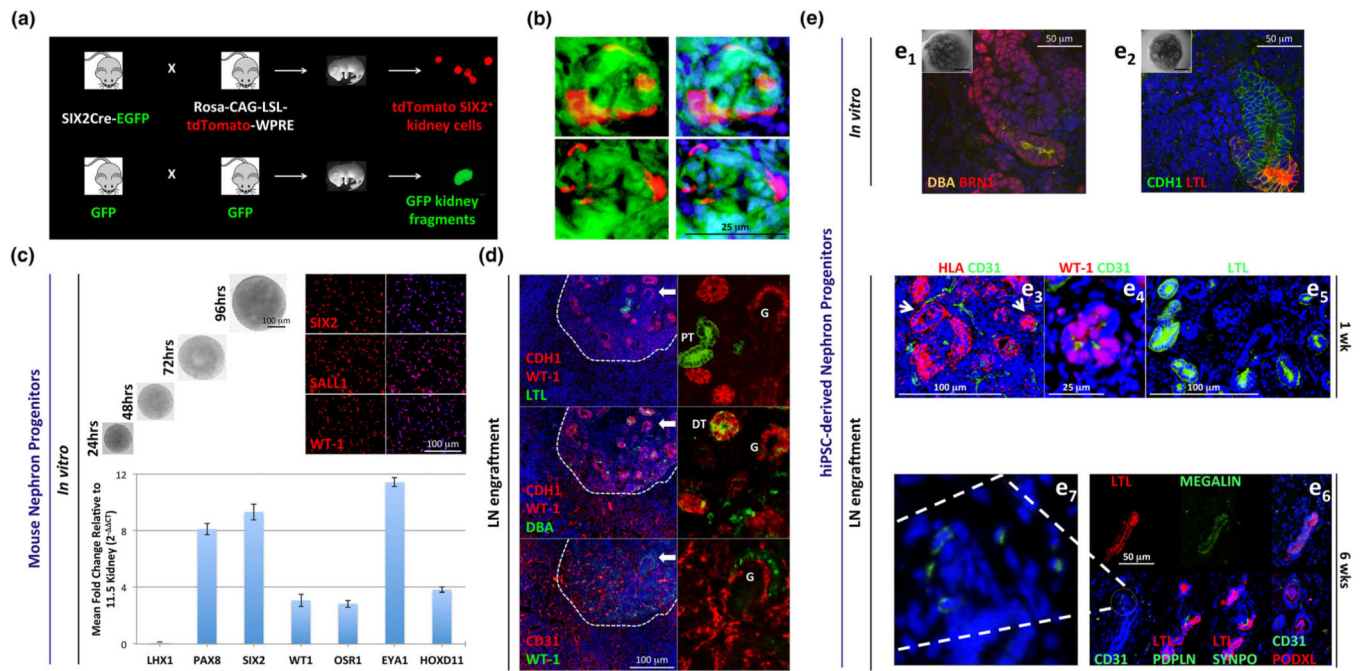 (a)
SIX2Cre-EGFP
X
Rosa-CAG-LSL-
tdTomato-WPRE
tdTomato SIX2+
kidney cells
GFP
X
GFP
GFP kidney
fragments
(b)
25 µm
(c)
Mouse Nephron Progenitors
In vitro
24hrs
48hrs
72hrs
96hrs
100 µm
SIX2
SALL1
WT-1
100 µm
Mean Fold Change Relative to
11.5 Kidney (2-ΔΔCT)
12
8
4
0
LHX1 PAX8 SIX2 WT1 OSR1 EYA1 HOXD11
(d)
LN engraftment
CDH1
WT-1
LTL
PT
G
CDH1
WT-1
DBA
DT
G
CD31
WT-1
100 µm
G
(e)
hiPSC-derived Nephron Progenitors
In vitro
e1
50 µm
DBA BRN1
e2
50 µm
CDH1 LTL
LN engraftment
HLA CD31
e3
100 µm
WT-1 CD31
e4
25 µm
LTL
e5
100 µm
1 wk
e7
LTL
MEGALIN
e6
50 µm
CD31
LTL
PDPLN
LTL
SYNPO
CD31
PODXL
6 wks